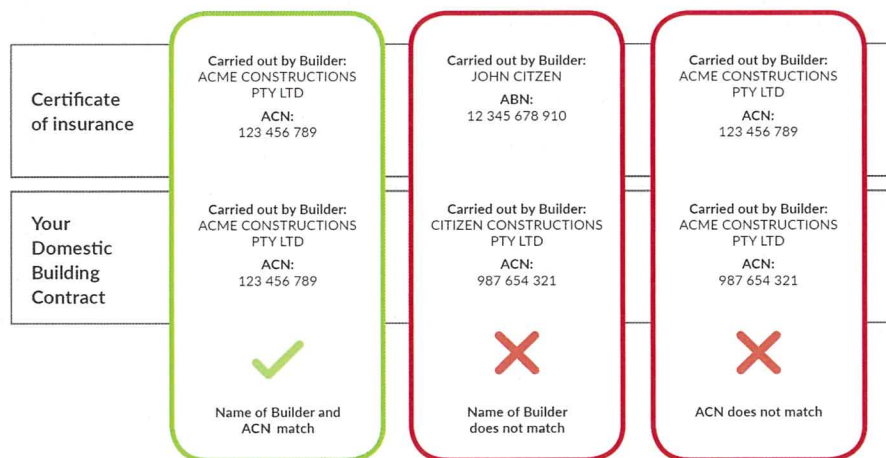 Certificate
of insurance
Carried out by Builder:
ACME CONSTRUCTIONS
PTY LTD
ACN:
123 456 789
Carried out by Builder:
JOHN CITZEN
ABN:
12 345 678 910
Carried out by Builder:
ACME CONSTRUCTIONS
PTY LTD
ACN:
123 456 789
Your
Domestic
Building
Contract
Carried out by Builder:
ACME CONSTRUCTIONS
PTY LTD
ACN:
123 456 789
Carried out by Builder:
CITIZEN CONSTRUCTIONS
PTY LTD
ACN:
987 654 321
Carried out by Builder:
ACME CONSTRUCTIONS
PTY LTD
ACN:
987 654 321
Name of Builder and
ACN match
Name of Builder
does not match
ACN does not match